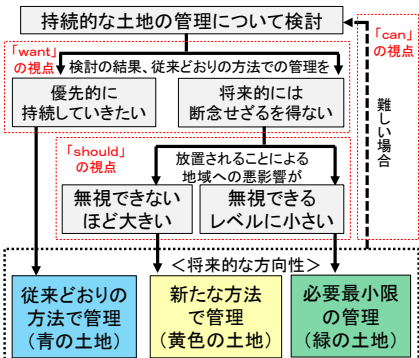 持続的な土地の管理について検討
「want」
の視点
検討の結果、従来どおりの方法での管理を
「can」
の視点
優先的に
持続していきたい
将来的には
断念せざるを得ない
難しい場合
「should」
の視点
放置されることによる
地域への悪影響が
無視できない
ほど大きい
無視できる
レベルに小さい
＜将来的な方向性＞
従来どおりの
方法で管理
（青の土地）
新たな方法
で管理
（黄色の土地）
必要最小限
の管理
（緑の土地）